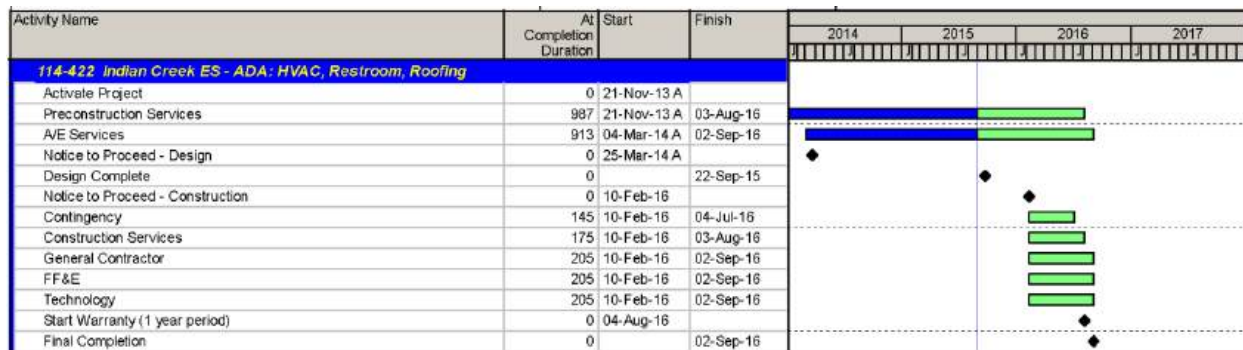 Activity Name At Completion Duration Start Finish
2014 2015 2016 2017
J J J J J J J J
114-422 Indian Creek ES - ADA: HVAC, Restroom, Roofing
Activate Project 0 21-Nov-13 A
Preconstruction Services 987 21-Nov-13 A 03-Aug-16
A/E Services 913 04-Mar-14 A 02-Sep-16
Notice to Proceed - Design 0 25-Mar-14 A
Design Complete 0 22-Sep-15
Notice to Proceed - Construction 0 10-Feb-16
Contingency 145 10-Feb-16 04-Jul-16
Construction Services 175 10-Feb-16 03-Aug-16
General Contractor 205 10-Feb-16 02-Sep-16
FF&E 205 10-Feb-16 02-Sep-16
Technology 205 10-Feb-16 02-Sep-16
Start Warranty (1 year period) 0 04-Aug-16
Final Completion 0 02-Sep-16